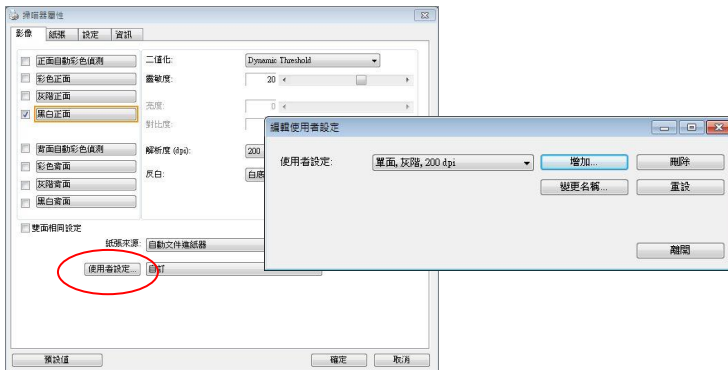 掃瞄器屬性
影像 紙張 設定 資訊
正面自動彩色偵測
彩色正面
灰階正面
黑白正面
背面自動彩色偵測
彩色背面
灰階背面
黑白背面
雙面相同設定
二值化: Dynamic Threshold
靈敏度: 20
亮度: 0
對比度:
解析度 (dpi): 200
反白: 白底
紙張來源: 自動文件進紙器
使用者設定... 自訂
預設值 確定 取消
編輯使用者設定
使用者設定: 單面, 灰階, 200 dpi 增加... 刪除
變更名稱... 重設
離開